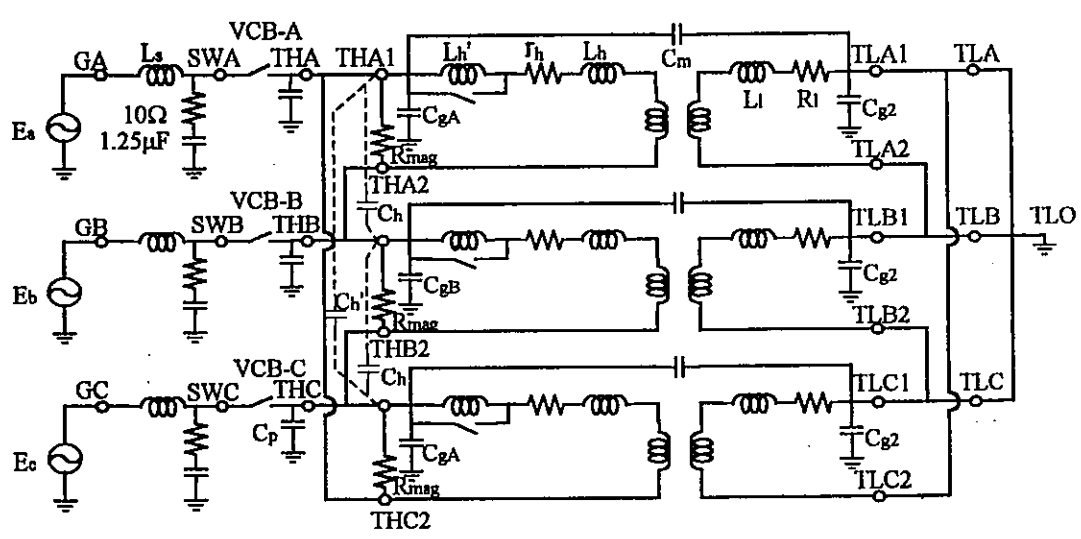 GA Ls SWA VCB-A THA THA1 Lh' rh Lh Cm TLA1 TLA
Ea 10Ω 1.25μF CgA Rmag Ll Rl Cg2
THA2 TLA2
GB SWB VCB-B THB Ch TLB1 TLB TLO
Eb Ch' CgB Rmag Cg2
THB2 TLB2
GC SWC VCB-C THC Ch TLC1 TLC
Ec Cp CgA Rmag Cg2
THC2 TLC2